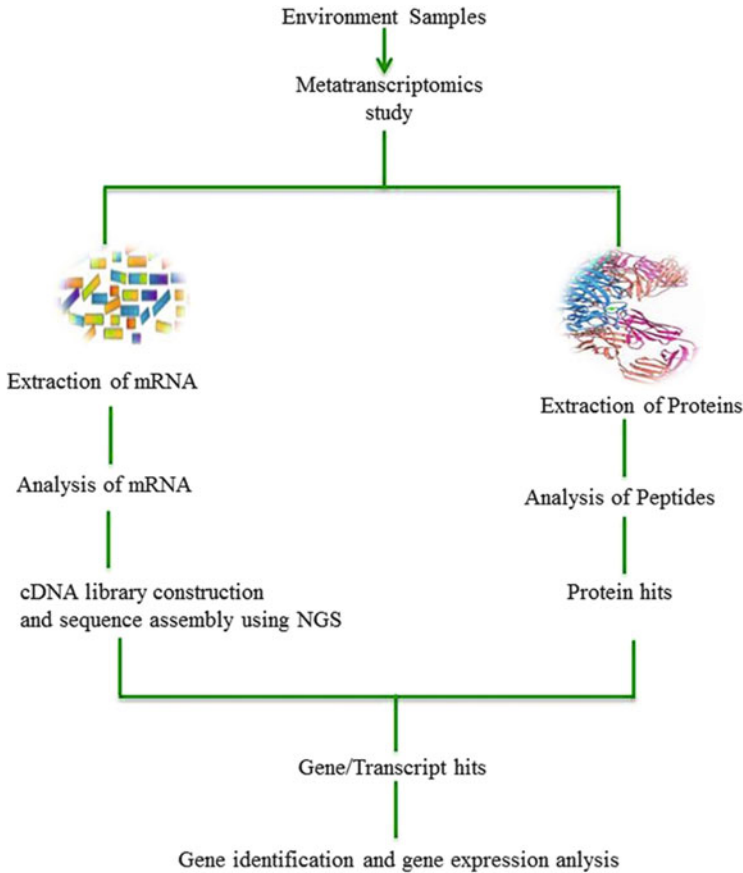 Environment Samples
Metatranscriptomics
study
Extraction of mRNA
Extraction of Proteins
Analysis of mRNA
Analysis of Peptides
cDNA library construction
and sequence assembly using NGS
Protein hits
Gene/Transcript hits
Gene identification and gene expression anlysis